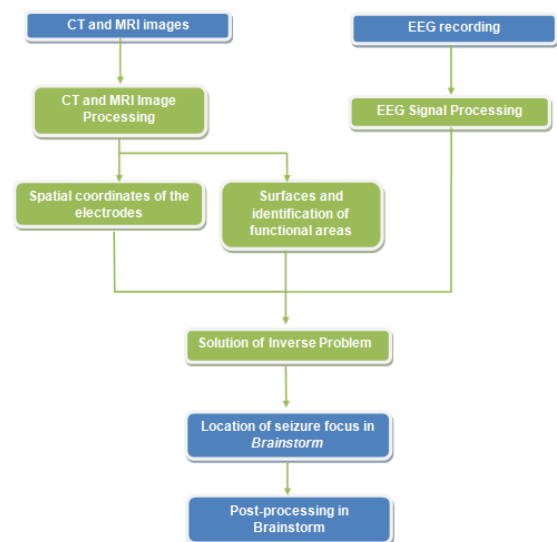 CT and MRI images
EEG recording
CT and MRI Image
Processing
EEG Signal Processing
Spatial coordinates of the
electrodes
Surfaces and
identification of
functional areas
Solution of Inverse Problem
Location of seizure focus in
Brainstorm
Post-processing in
Brainstorm